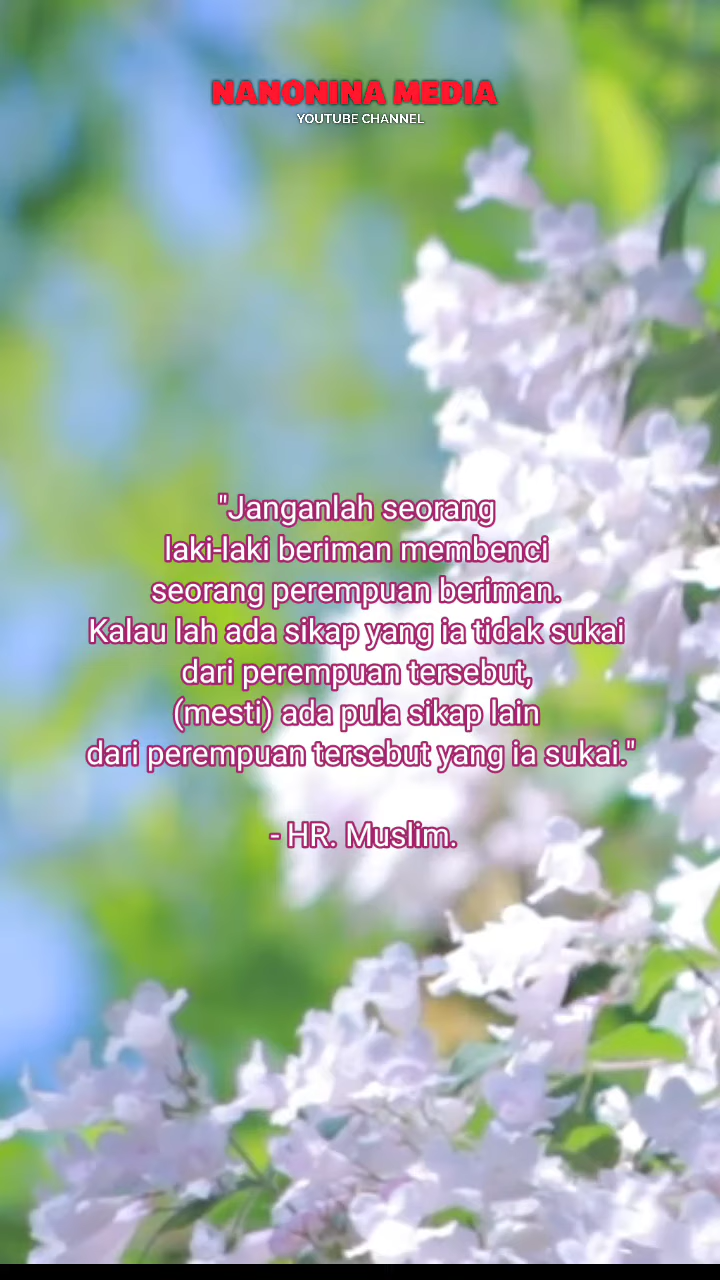 NANONINA MEDIA
YOUTUBE CHANNEL
"Janganlah seorang
laki-laki beriman membenci
seorang perempuan beriman.
Kalau lah ada sikap yang ia tidak sukai
dari perempuan tersebut,
(mesti) ada pula sikap lain
dari perempuan tersebut yang ia sukai."
- HR. Muslim.